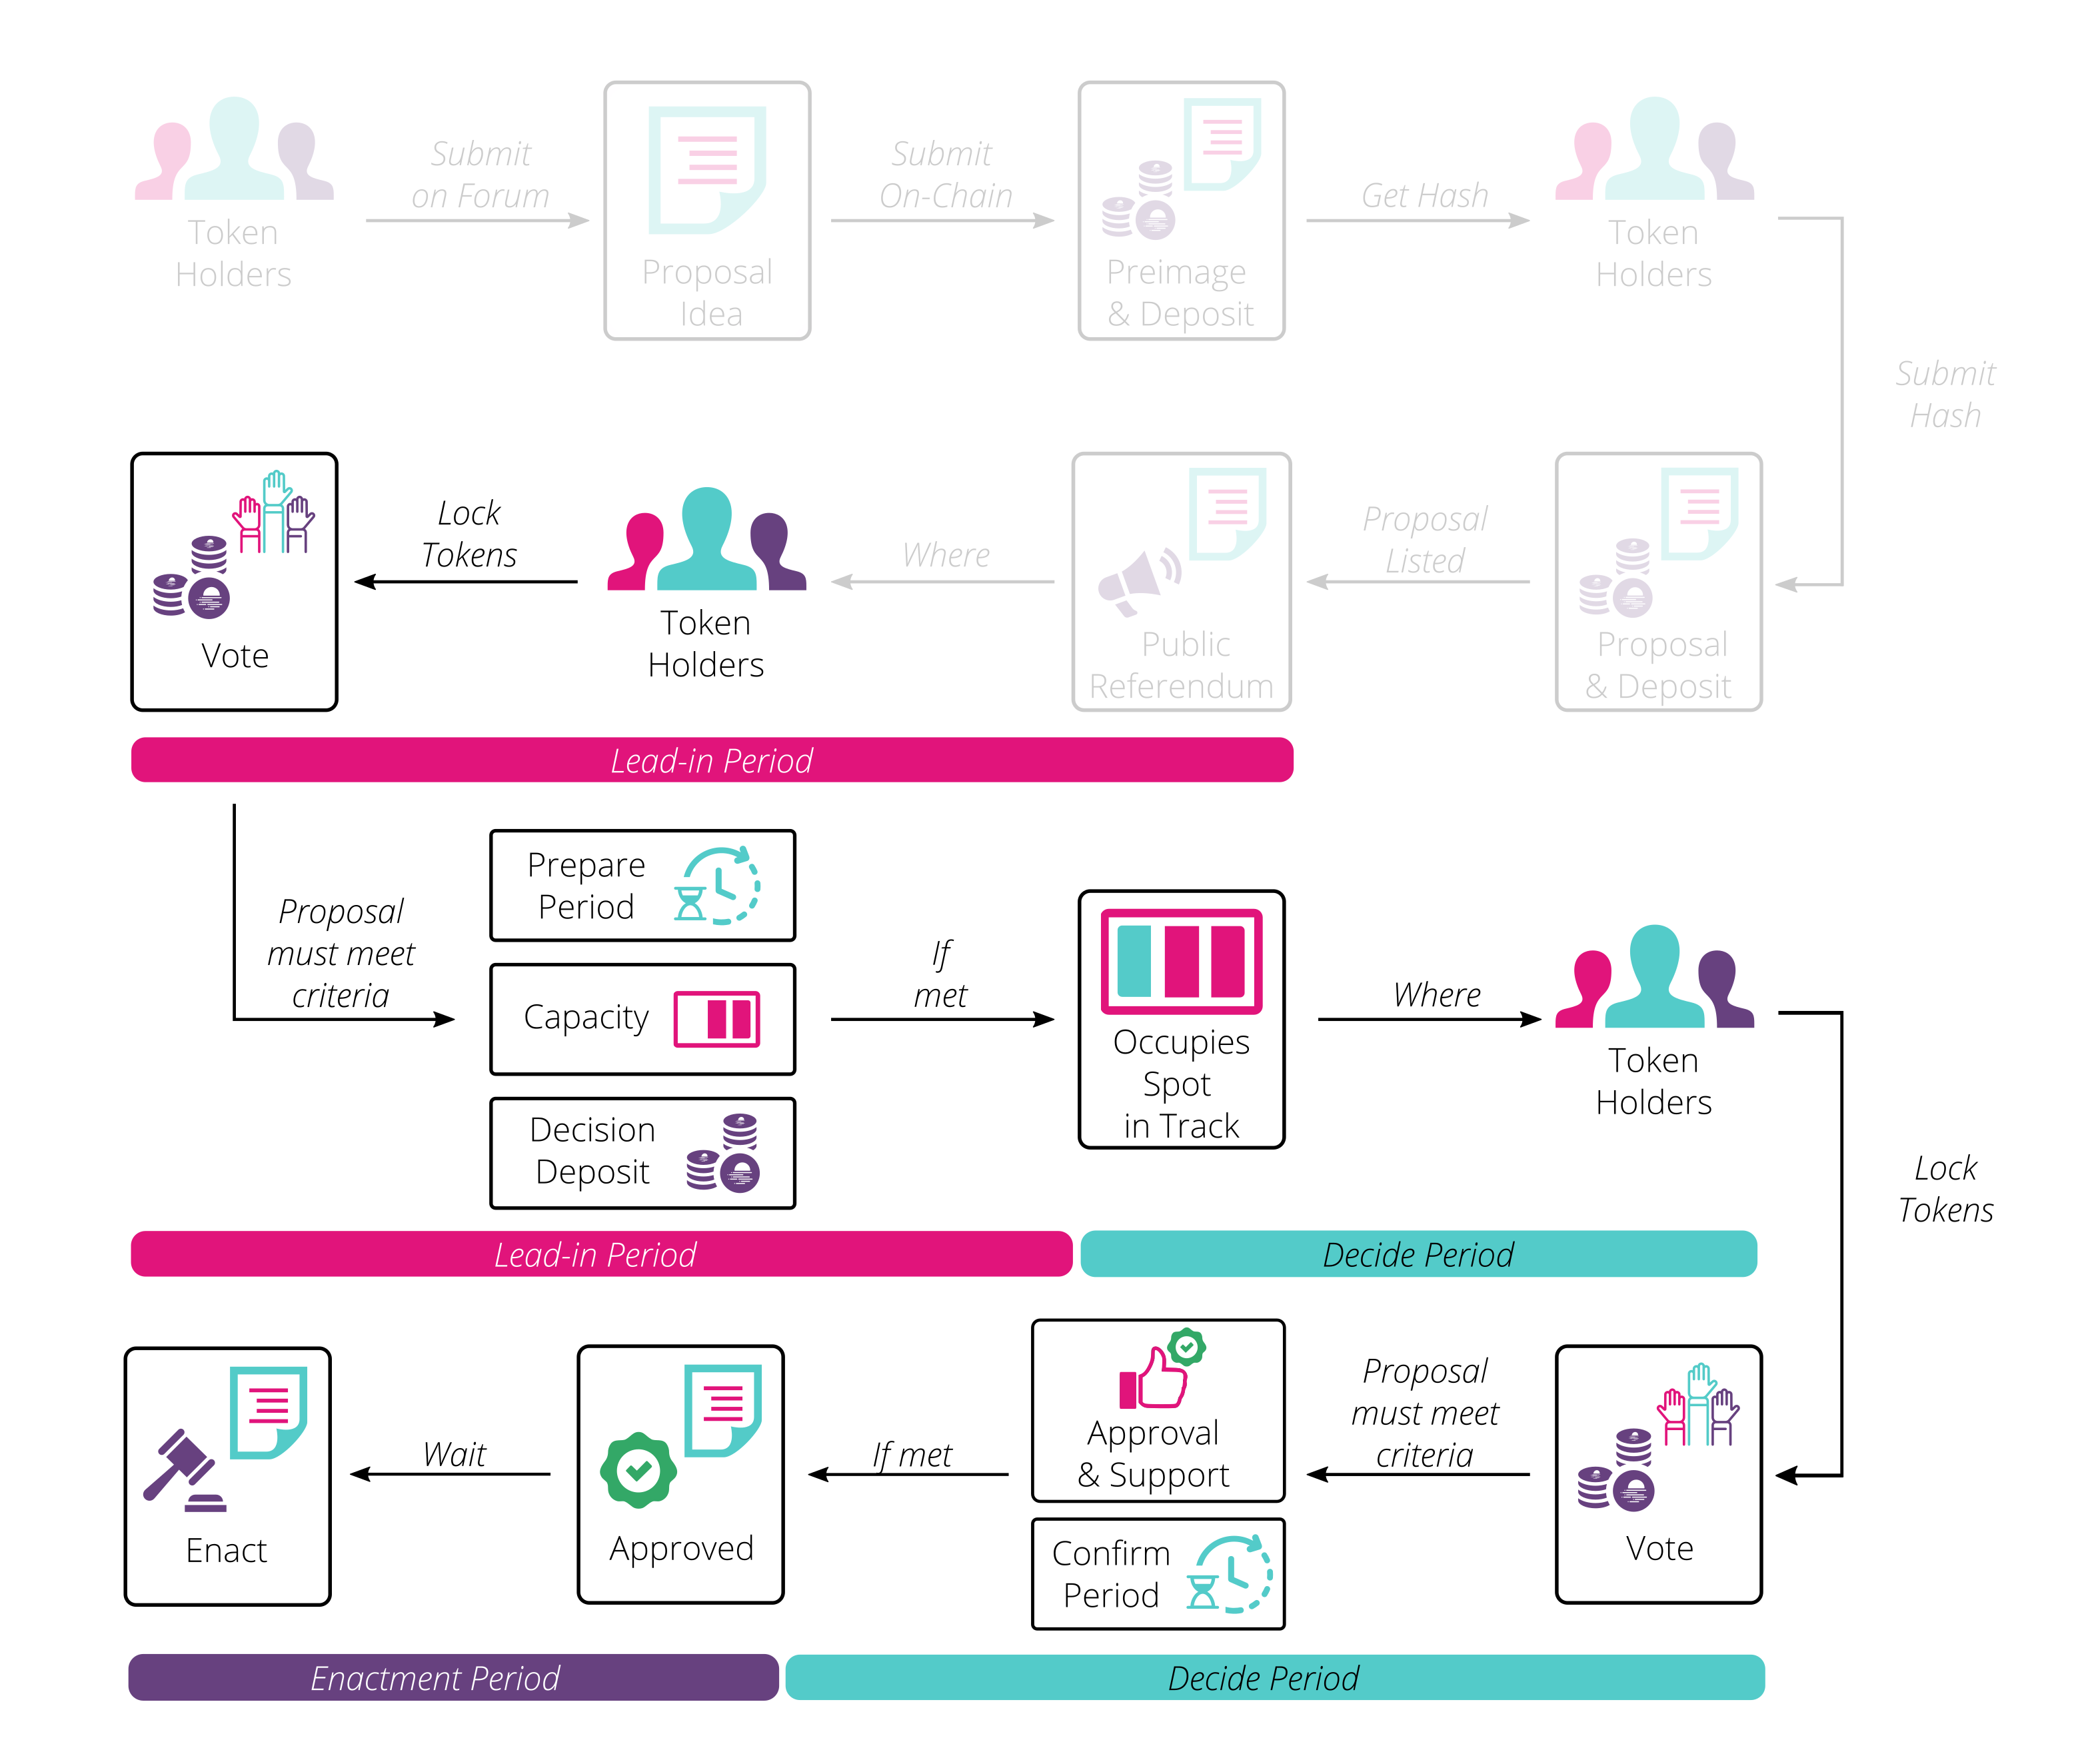 Submit
on Forum
Submit
On-Chain
Get Hash
Token
Holders
Proposal
Idea
Preimage
& Deposit
Token
Holders
Submit
Hash
Lock
Tokens
Where
Proposal
Listed
Vote
Token
Holders
Public
Referendum
Proposal
& Deposit
Lead-in Period
Proposal
must meet
criteria
Prepare
Period
Capacity
Decision
Deposit
If
met
Occupies
Spot
in Track
Where
Token
Holders
Lock
Tokens
Lead-in Period
Decide Period
Enact
Wait
Approved
If met
Approval
& Support
Confirm
Period
Proposal
must meet
criteria
Vote
Enactment Period
Decide Period